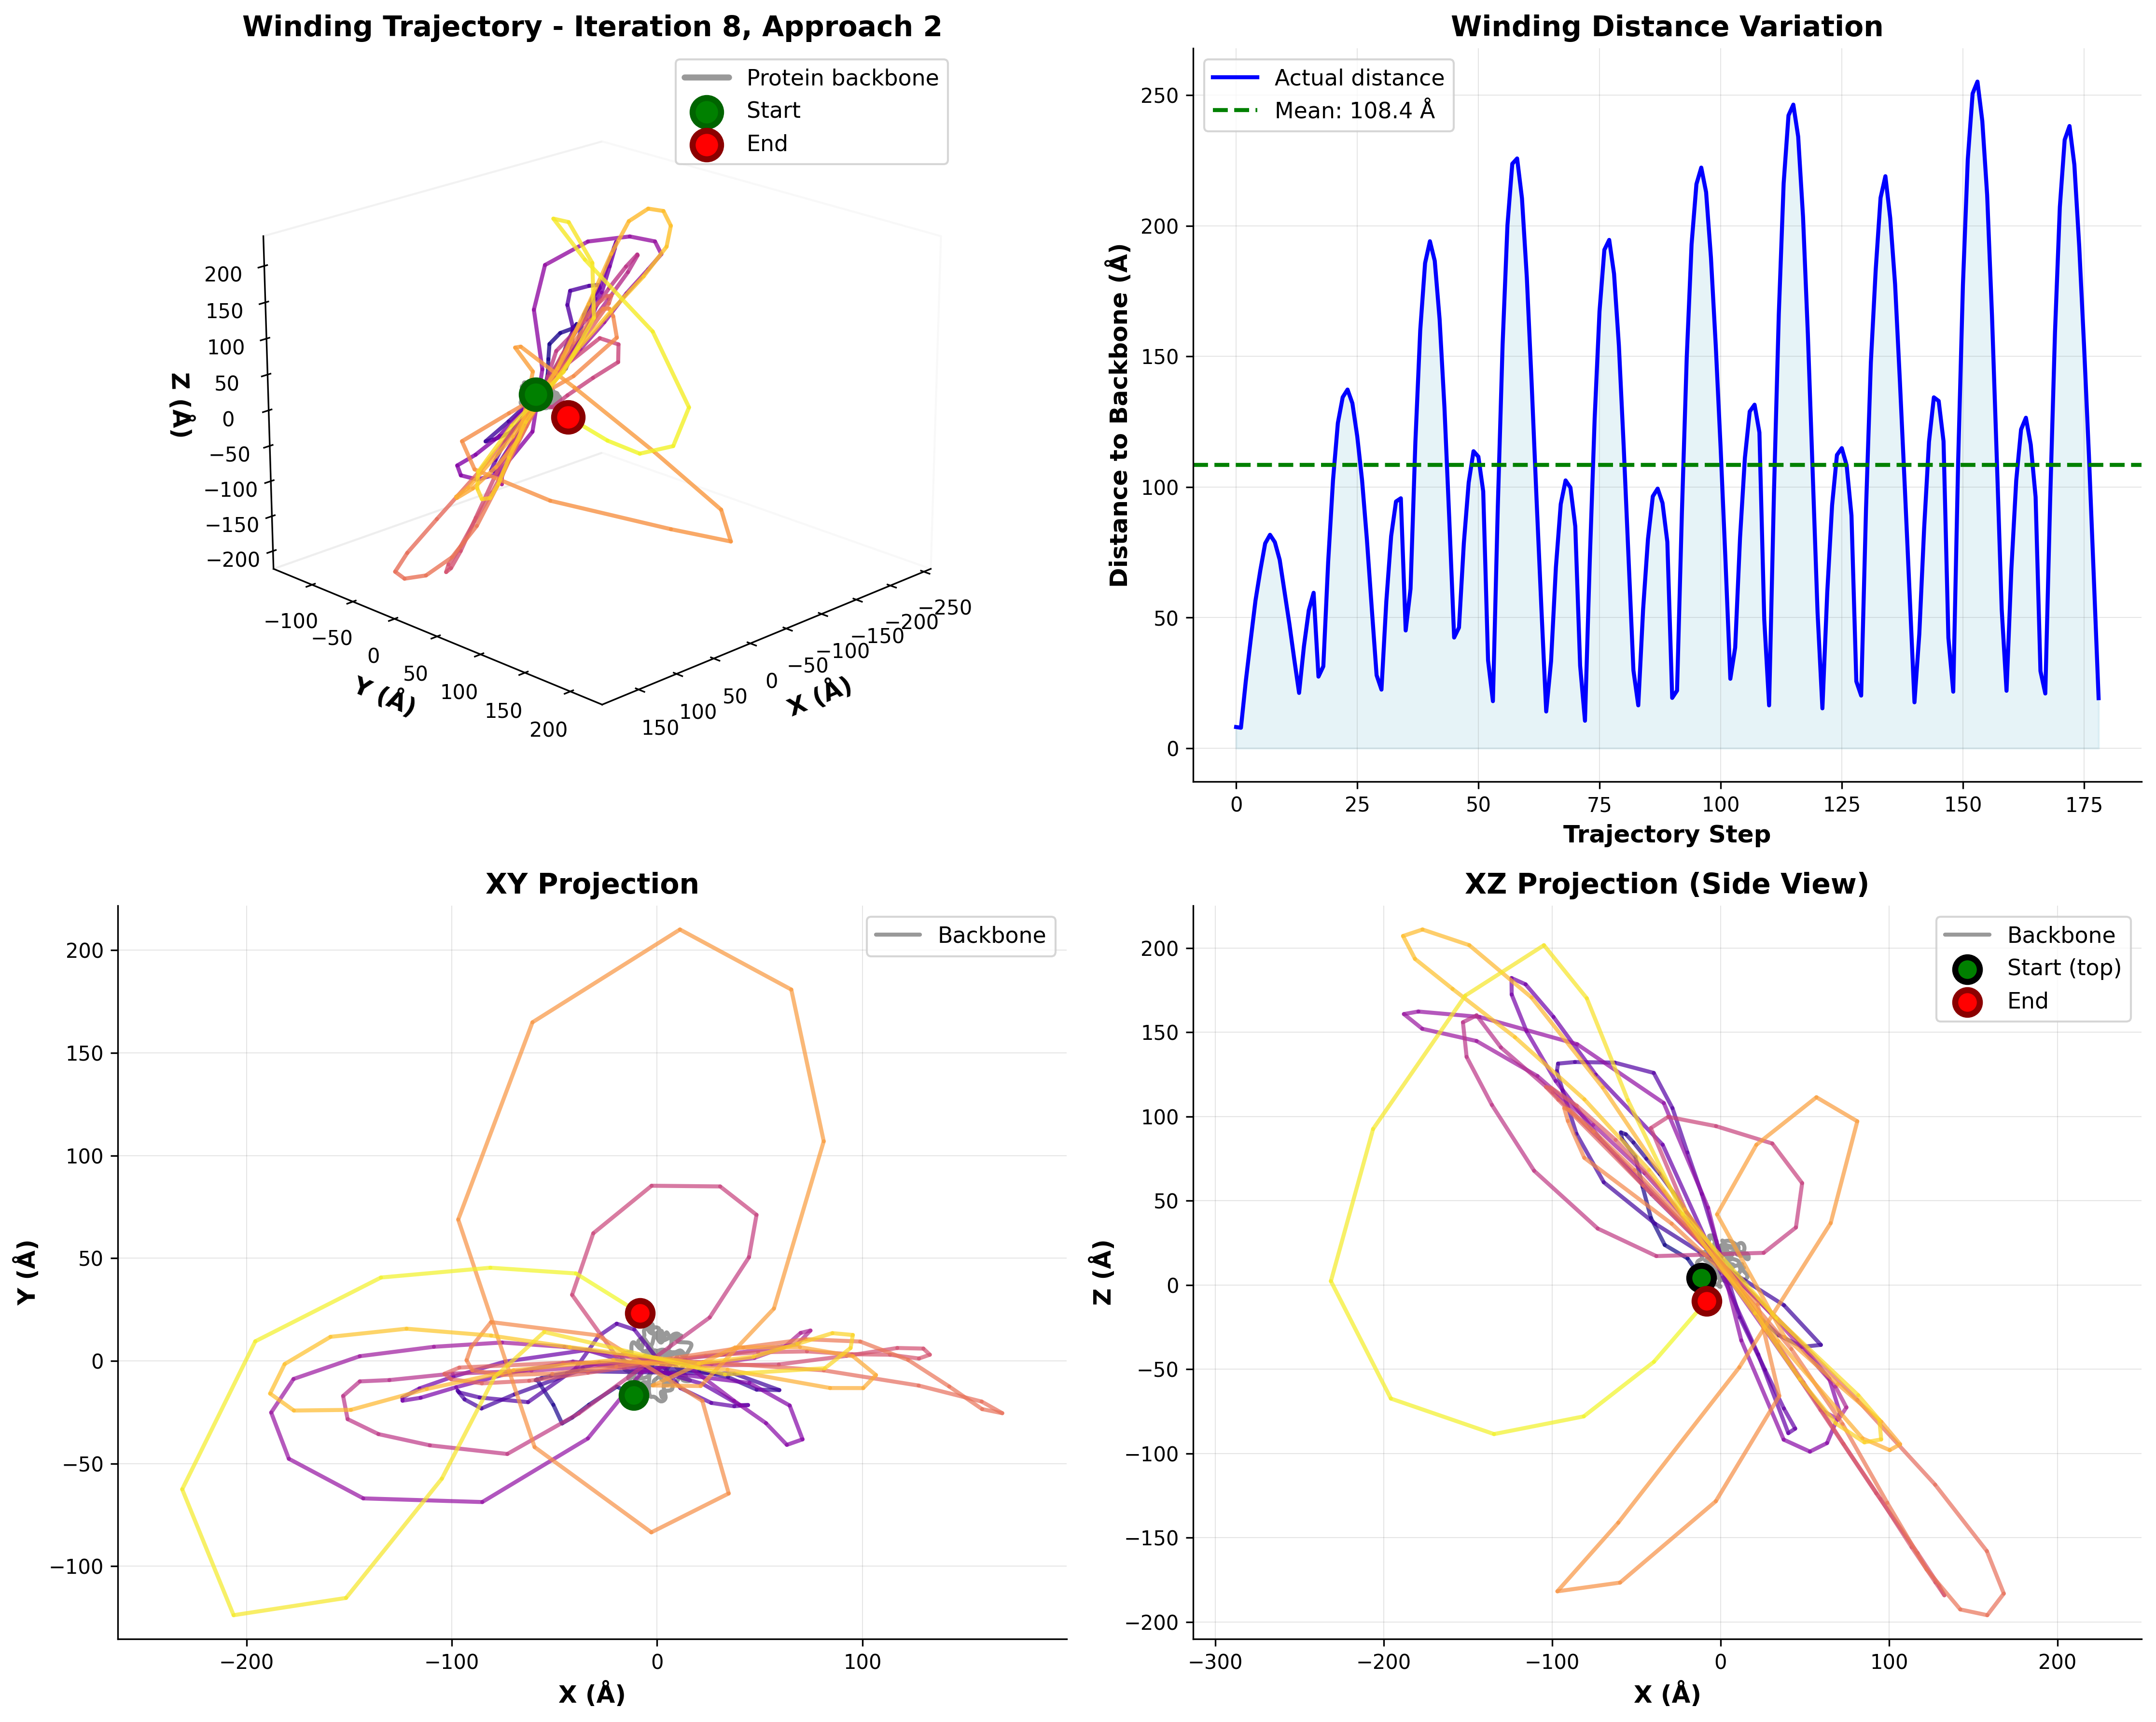 Winding Trajectory - Iteration 8, Approach 2
Protein backbone
Start
End
200
150
100
50
0
−50
−100
−150
−200
Z (Å)
−100
−50
0
50
100
150
200
Y (Å)
150
100
50
0
−50
−100
−150
−200
−250
X (Å)
Winding Distance Variation
Actual distance
Mean: 108.4 Å
250
200
150
100
50
0
Distance to Backbone (Å)
0
25
50
75
100
125
150
175
Trajectory Step
XY Projection
Backbone
200
150
100
50
0
−50
−100
Y (Å)
−200
−100
0
100
X (Å)
XZ Projection (Side View)
Backbone
Start (top)
End
200
150
100
50
0
−50
−100
−150
−200
Z (Å)
−300
−200
−100
0
100
200
X (Å)